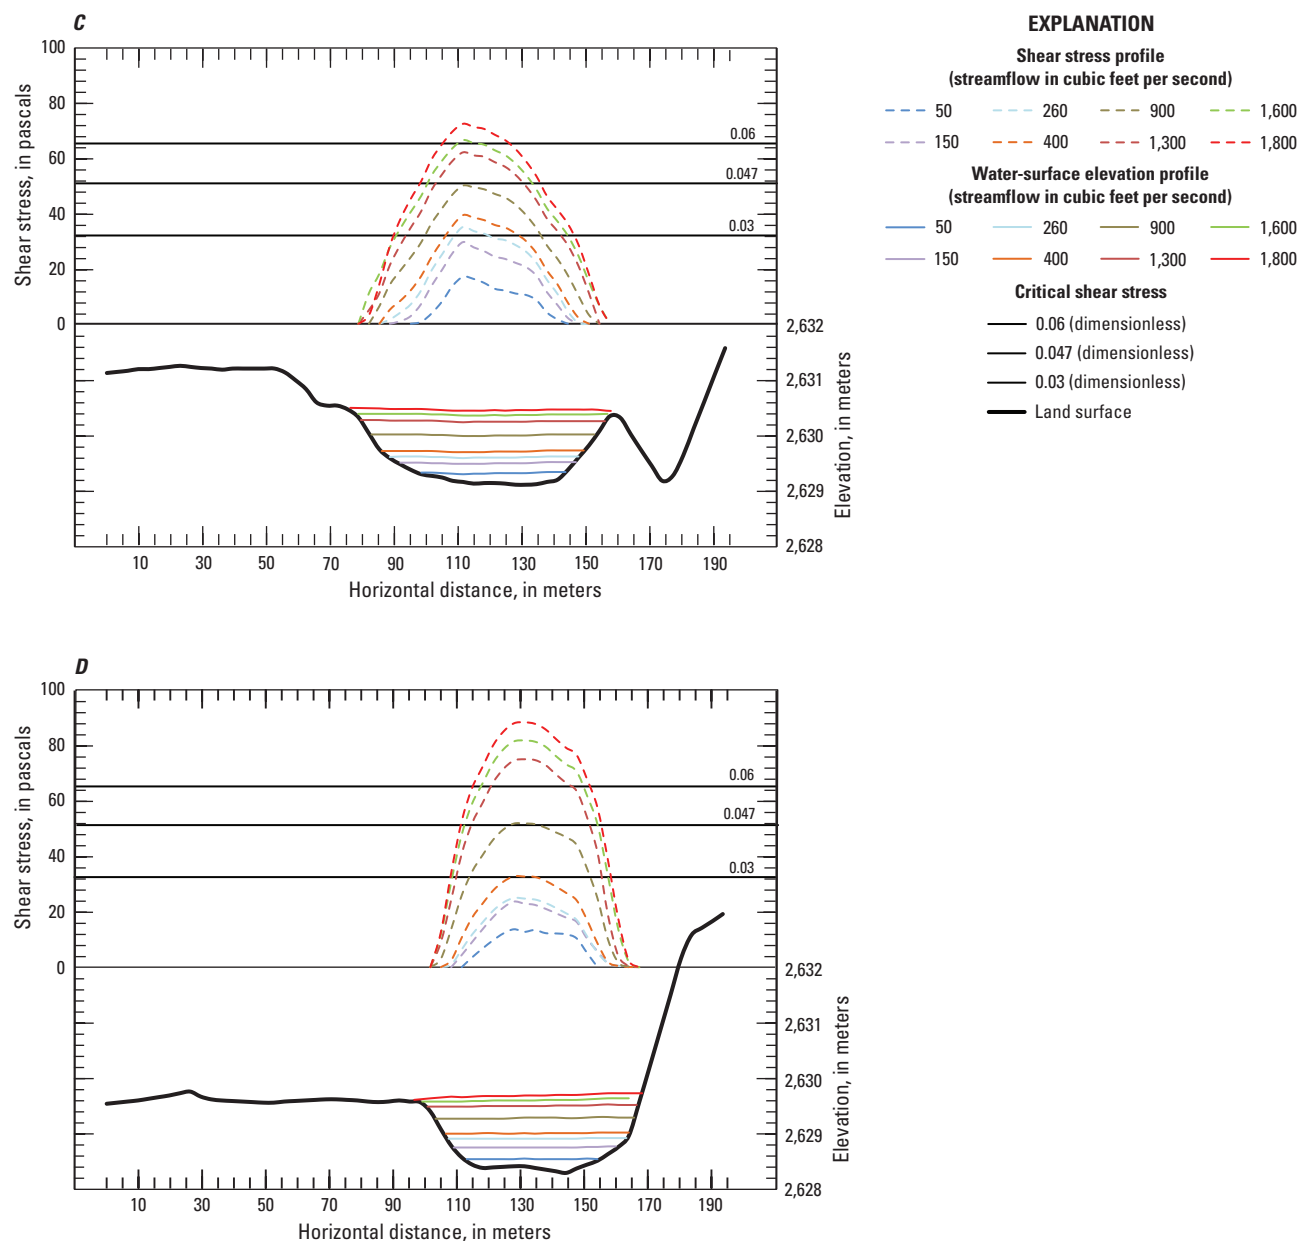 C
100
80
60
40
20
0
Shear stress, in pascals
0.06
0.047
0.03
2,632
2,631
2,630
2,629
2,628
Elevation, in meters
10 30 50 70 90 110 130 150 170 190
Horizontal distance, in meters
EXPLANATION
Shear stress profile
(streamflow in cubic feet per second)
50 260 900 1,600
150 400 1,300 1,800
Water-surface elevation profile
(streamflow in cubic feet per second)
50 260 900 1,600
150 400 1,300 1,800
Critical shear stress
0.06 (dimensionless)
0.047 (dimensionless)
0.03 (dimensionless)
Land surface
D
100
80
60
40
20
0
Shear stress, in pascals
0.06
0.047
0.03
2,632
2,631
2,630
2,629
2,628
Elevation, in meters
10 30 50 70 90 110 130 150 170 190
Horizontal distance, in meters